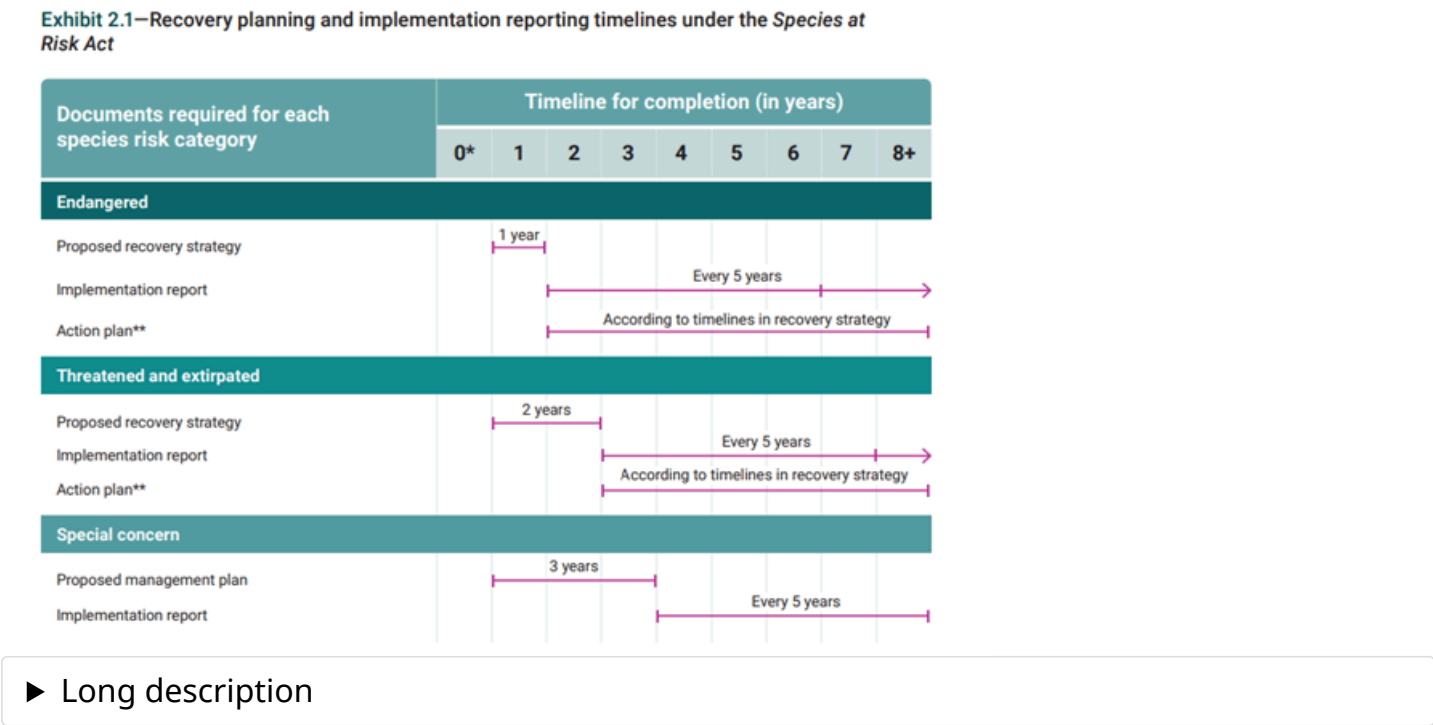 Exhibit 2.1—Recovery planning and implementation reporting timelines under the Species at
Risk Act
Documents required for each
species risk category
Timeline for completion (in years)
0* 1 2 3 4 5 6 7 8+
Endangered
Proposed recovery strategy
1 year
Implementation report
Every 5 years
Action plan**
According to timelines in recovery strategy
Threatened and extirpated
Proposed recovery strategy
2 years
Implementation report
Every 5 years
Action plan**
According to timelines in recovery strategy
Special concern
Proposed management plan
3 years
Implementation report
Every 5 years
Long description